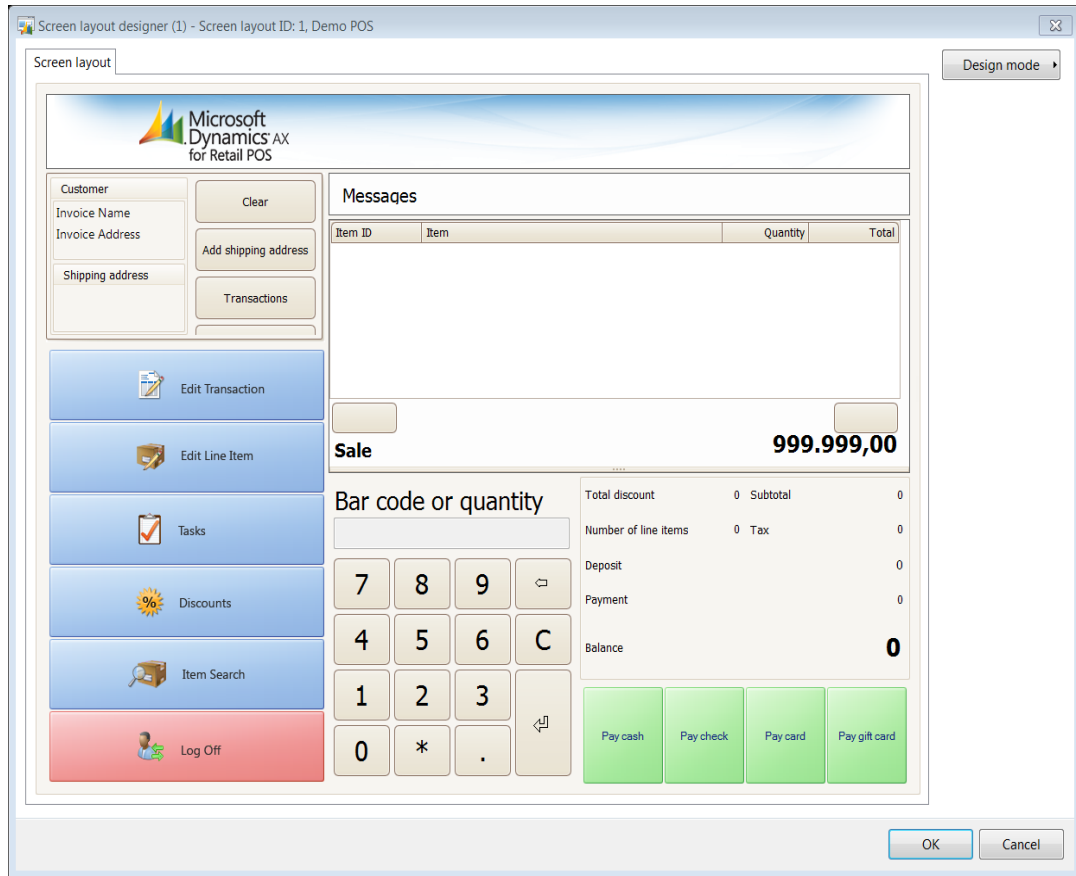 Screen layout designer (1) - Screen layout ID: 1, Demo POS
Screen layout
Design mode
Microsoft
Dynamics AX
for Retail POS
Customer
Invoice Name
Invoice Address
Shipping address
Clear
Add shipping address
Transactions
Messages
Item ID Item Quantity Total
Sale 999.999,00
Edit Transaction
Edit Line Item
Tasks
Discounts
Item Search
Log Off
Bar code or quantity
7 8 9
4 5 6 C
1 2 3
0 * .
Total discount 0 Subtotal 0
Number of line items 0 Tax 0
Deposit 0
Payment 0
Balance 0
Pay cash Pay check Pay card Pay gift card
OK Cancel